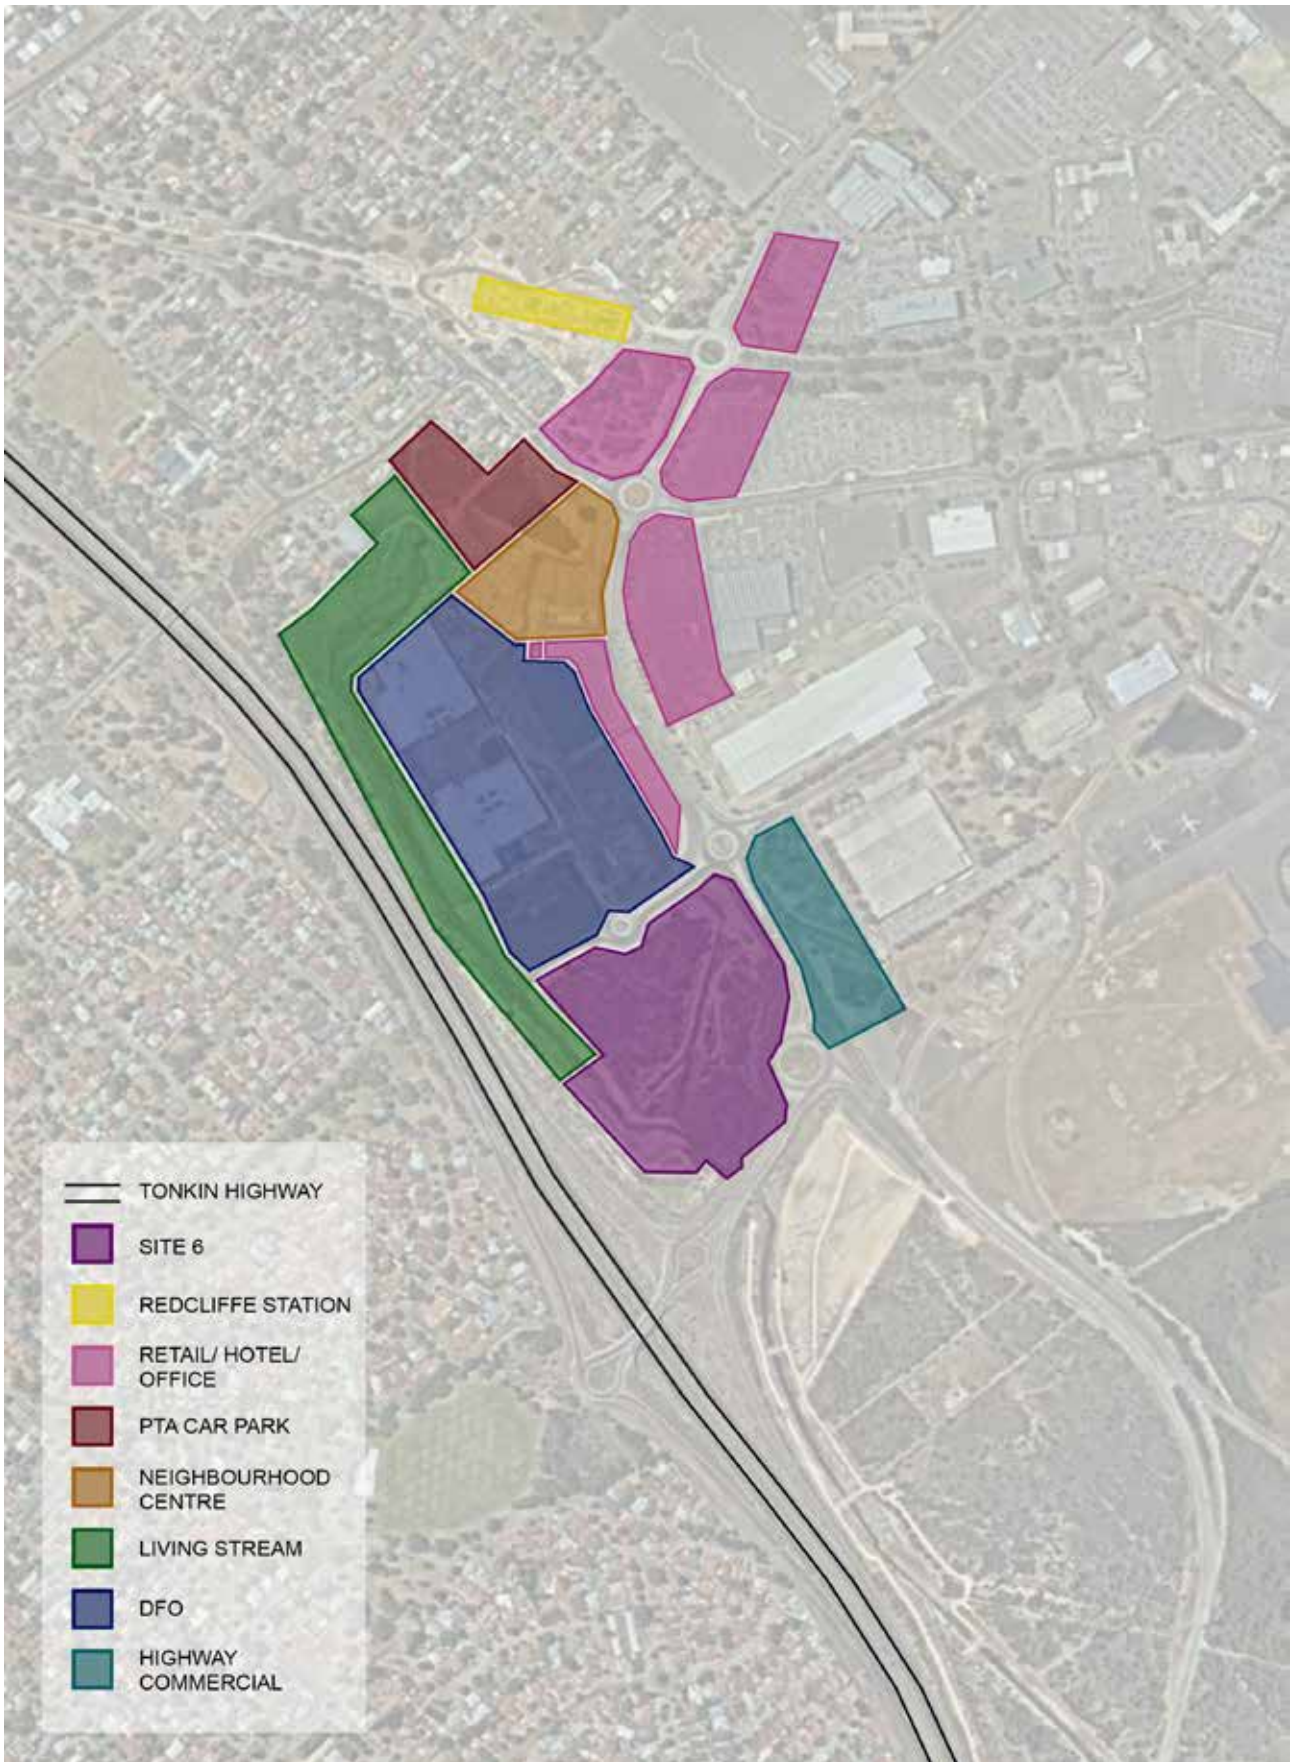 TONKIN HIGHWAY
SITE 6
REDCLIFFE STATION
RETAIL/ HOTEL/
OFFICE
PTA CAR PARK
NEIGHBOURHOOD
CENTRE
LIVING STREAM
DFO
HIGHWAY
COMMERCIAL